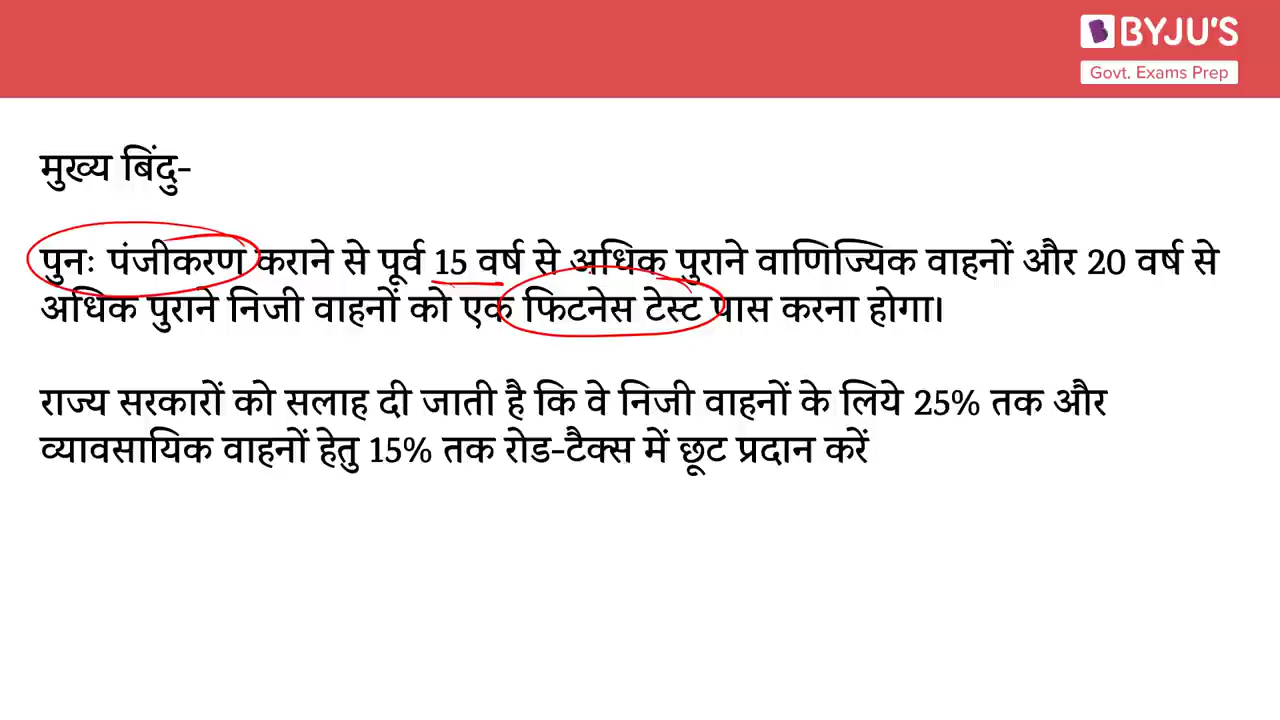 BYJU'S
Govt. Exams Prep
मुख्य बिंदु-
पुनः पंजीकरण कराने से पूर्व 15 वर्ष से अधिक पुराने वाणिज्यिक वाहनों और 20 वर्ष से
अधिक पुराने निजी वाहनों को एक फिटनेस टेस्ट पास करना होगा।
राज्य सरकारों को सलाह दी जाती है कि वे निजी वाहनों के लिये 25% तक और
व्यावसायिक वाहनों हेतु 15% तक रोड-टैक्स में छूट प्रदान करें